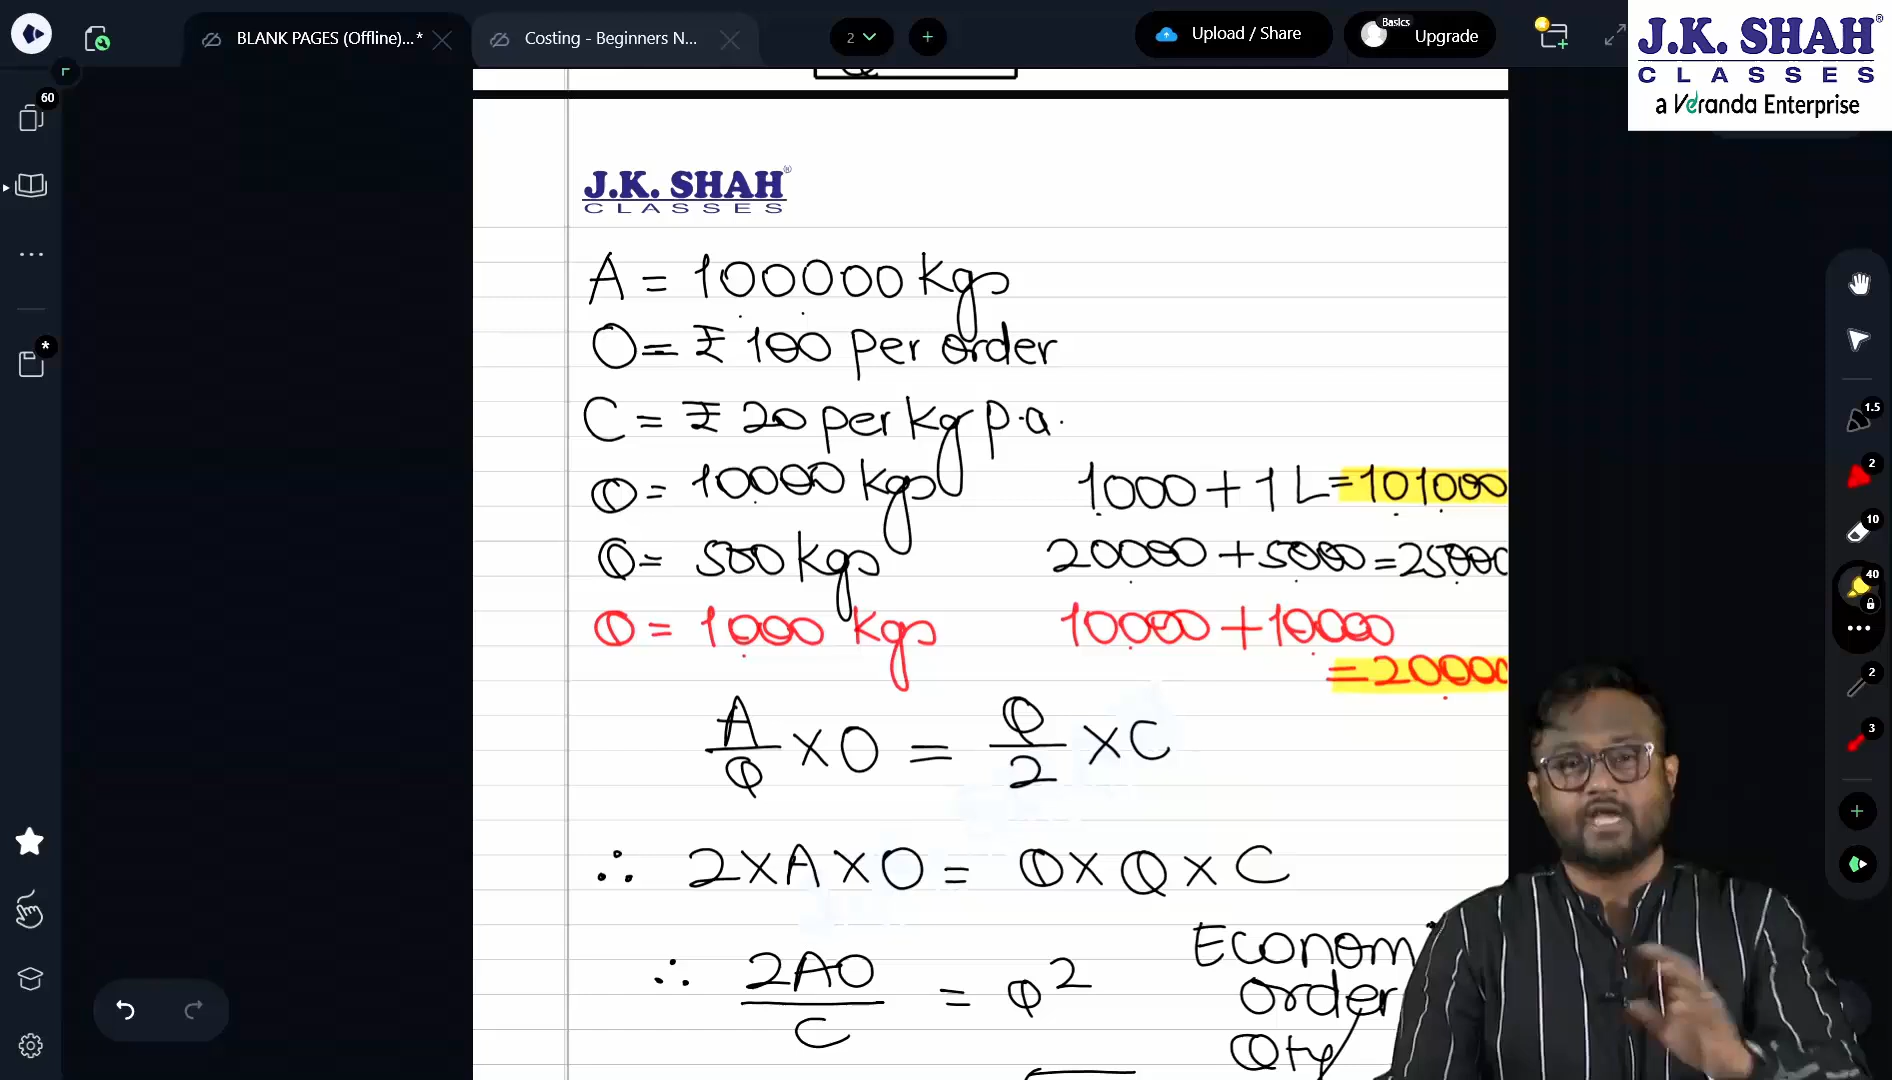 BLANK PAGES (Offline)...*
Costing - Beginners N...
2
Upload / Share
Basics
Upgrade
J.K. SHAH®
CLASSES
a Veranda Enterprise
60
J.K. SHAH®
CLASSES
A = 100000 kgs
O = ₹ 100 per order
C = ₹ 20 per kg p.a.
Q = 10000 kgs 1000 + 1 L = 101000
Q = 500 kgs 20000 + 5000 = 25000
Q = 1000 kgs 10000 + 10000
= 20000
A/Q × O = Q/2 × C
∴ 2 × A × O = Q × Q × C
∴ 2AO/C = Q²
Economi
order
Qty
1.5
2
10
40
2
3